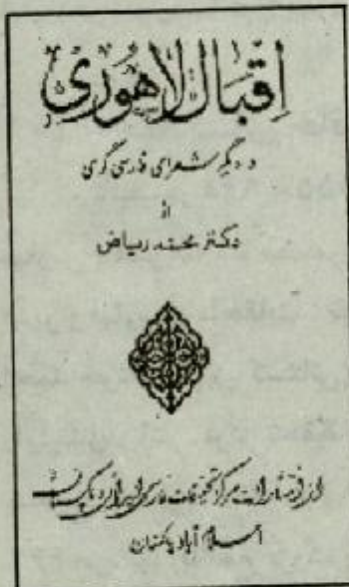 اقبال لاهوری
و دیگر شعرای فارسی گوی
از
دکتر محمد ریاض
از انتشارات مرکز تحقیقات فارسی ایران و پاکستان
اسلام آباد پاکستان